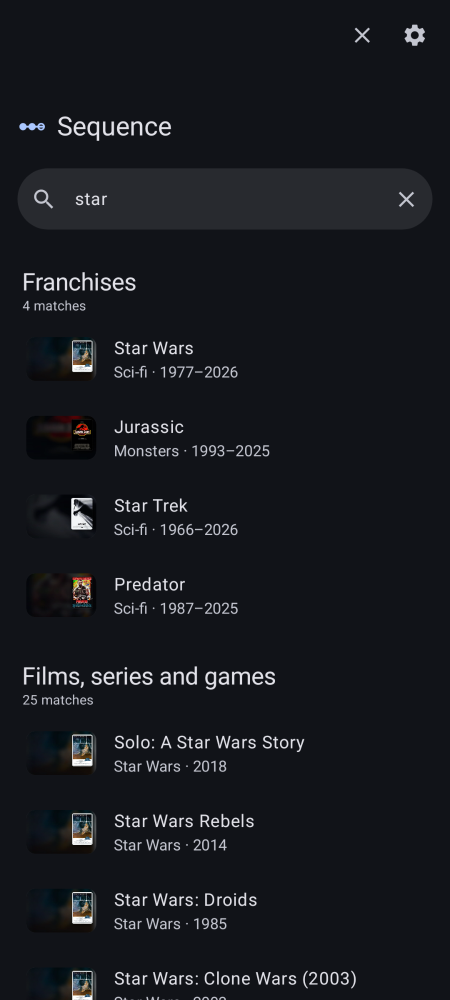 Sequence
star
Franchises
4 matches
Star Wars
Sci-fi · 1977–2026
Jurassic
Monsters · 1993–2025
Star Trek
Sci-fi · 1966–2026
Predator
Sci-fi · 1987–2025
Films, series and games
25 matches
Solo: A Star Wars Story
Star Wars · 2018
Star Wars Rebels
Star Wars · 2014
Star Wars: Droids
Star Wars · 1985
Star Wars: Clone Wars (2003)